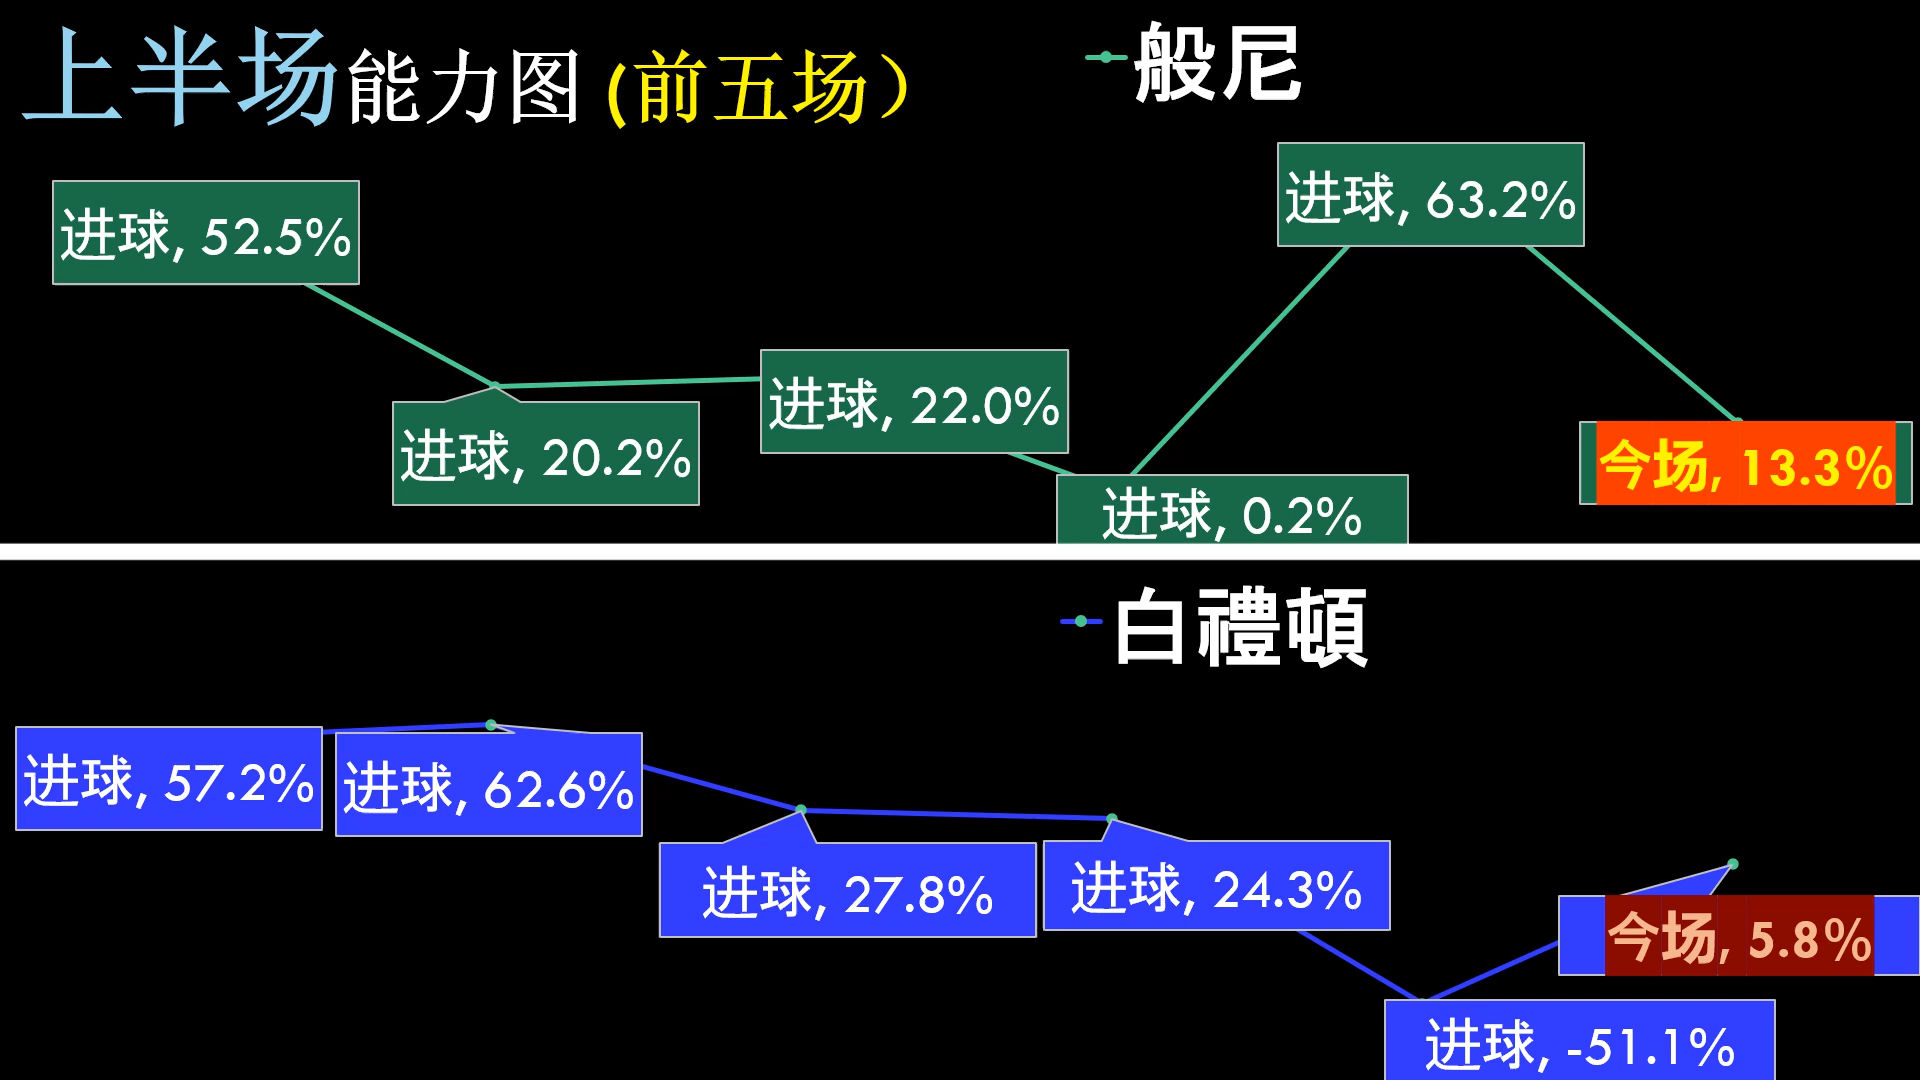 上半场能力图 (前五场）
般尼
进球, 52.5%
进球, 20.2%
进球, 22.0%
进球, 0.2%
进球, 63.2%
今场, 13.3%
白禮頓
进球, 57.2%
进球, 62.6%
进球, 27.8%
进球, 24.3%
进球, -51.1%
今场, 5.8%